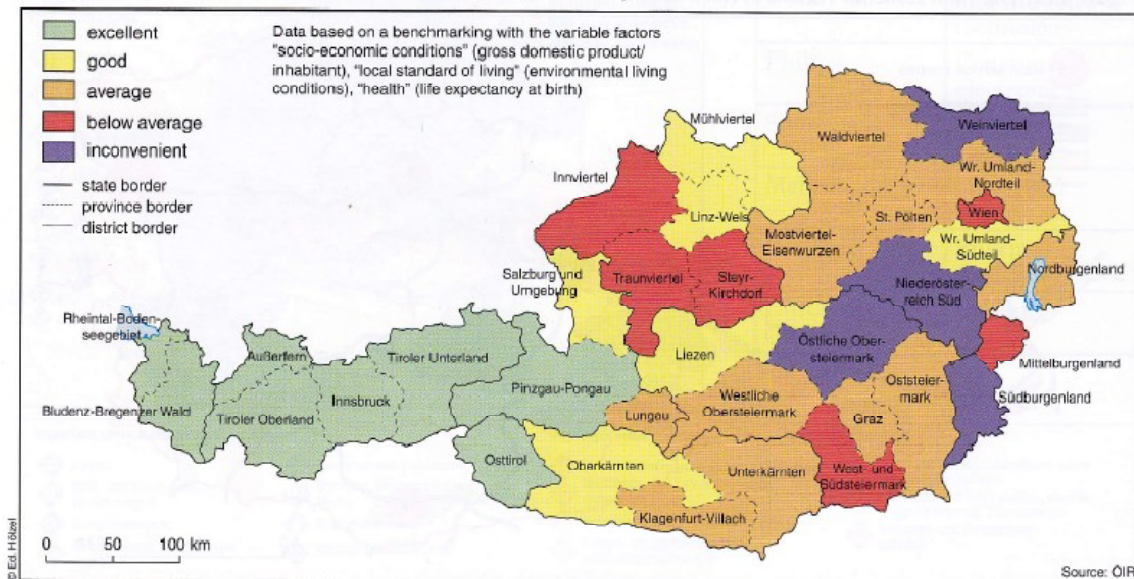 excellent
good
average
below average
inconvenient
state border
province border
district border
Data based on a benchmarking with the variable factors
"socio-economic conditions" (gross domestic product/
inhabitant), "local standard of living" (environmental living
conditions), "health" (life expectancy at birth)
Mühlviertel
Waldviertel
Weinviertel
Innviertel
Wr. Umland-
Nordteil
Linz-Wels
St. Pölten
Wien
Mostviertel-
Eisenwurzen
Wr. Umland-
Südteil
Salzburg und
Umgebung
Traunviertel
Steyr-
Kirchdorf
Nordburgenland
Niederöster-
reich Süd
Rheintal-Boden-
seegebiet
Außerfern
Tiroler Unterland
Liezen
Östliche Ober-
steiermark
Mittelburgenland
Pinzgau-Pongau
Oststeier-
mark
Bludenz-Bregenzer Wald
Tiroler Oberland
Innsbruck
Lungau
Westliche
Obersteiermark
Graz
Südburgenland
Osttirol
Oberkärnten
Unterkärnten
West- und
Südsteiermark
Klagenfurt-Villach
0 50 100 km
© Ed. Hölzel
Source: ÖIR